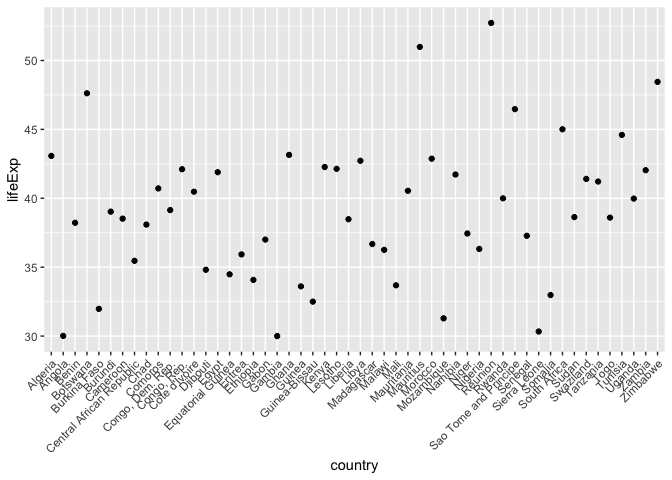 lifeExp
50
45
40
35
30
Algeria
Angola
Benin
Botswana
Burkina Faso
Burundi
Cameroon
Central African Republic
Chad
Comoros
Congo, Dem. Rep.
Congo, Rep.
Cote d'Ivoire
Djibouti
Egypt
Equatorial Guinea
Eritrea
Ethiopia
Gabon
Gambia
Ghana
Guinea
Guinea-Bissau
Kenya
Lesotho
Liberia
Libya
Madagascar
Malawi
Mali
Mauritania
Mauritius
Morocco
Mozambique
Namibia
Niger
Nigeria
Reunion
Rwanda
Sao Tome and Principe
Senegal
Sierra Leone
Somalia
South Africa
Sudan
Swaziland
Tanzania
Togo
Tunisia
Uganda
Zambia
Zimbabwe
country